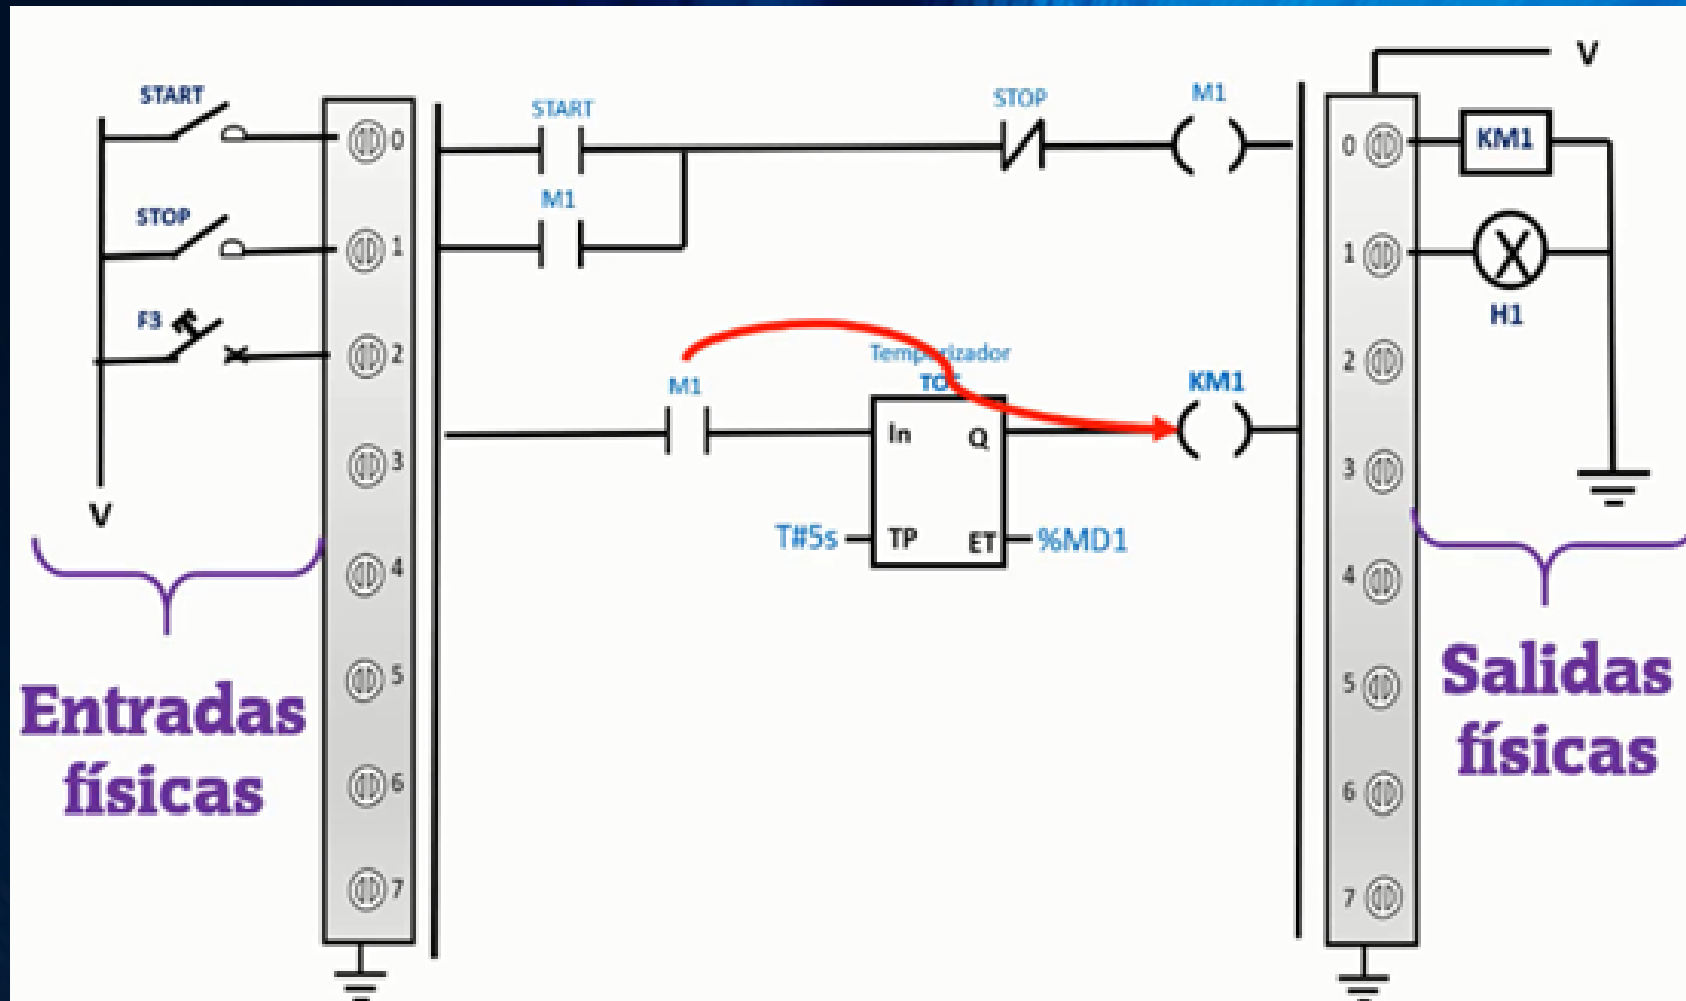 START
STOP
F3
V
0
1
2
3
4
5
6
7
Entradas
físicas
START
STOP
M1
M1
M1
Temporizador
In
Q
T#5s
TP
ET
%MD1
KM1
V
0
1
2
3
4
5
6
7
KM1
H1
Salidas
físicas